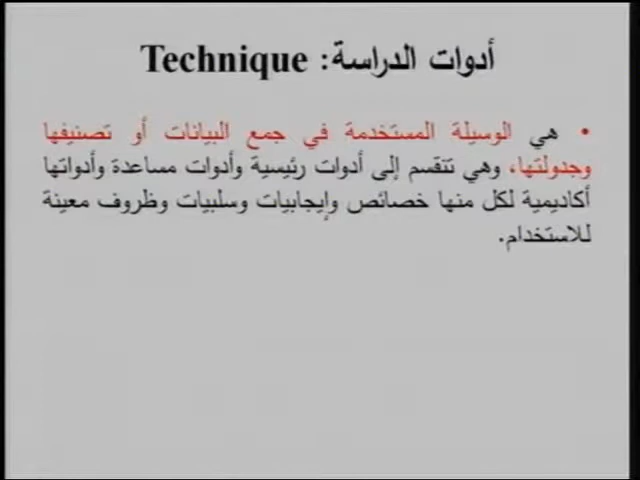 أدوات الدراسة: Technique
• هي الوسيلة المستخدمة في جمع البيانات أو تصنيفها
وجدولتها، وهي تنقسم إلى أدوات رئيسية وأدوات مساعدة وأدواتها
أكاديمية لكل منها خصائص وإيجابيات وسلبيات وظروف معينة
للاستخدام.